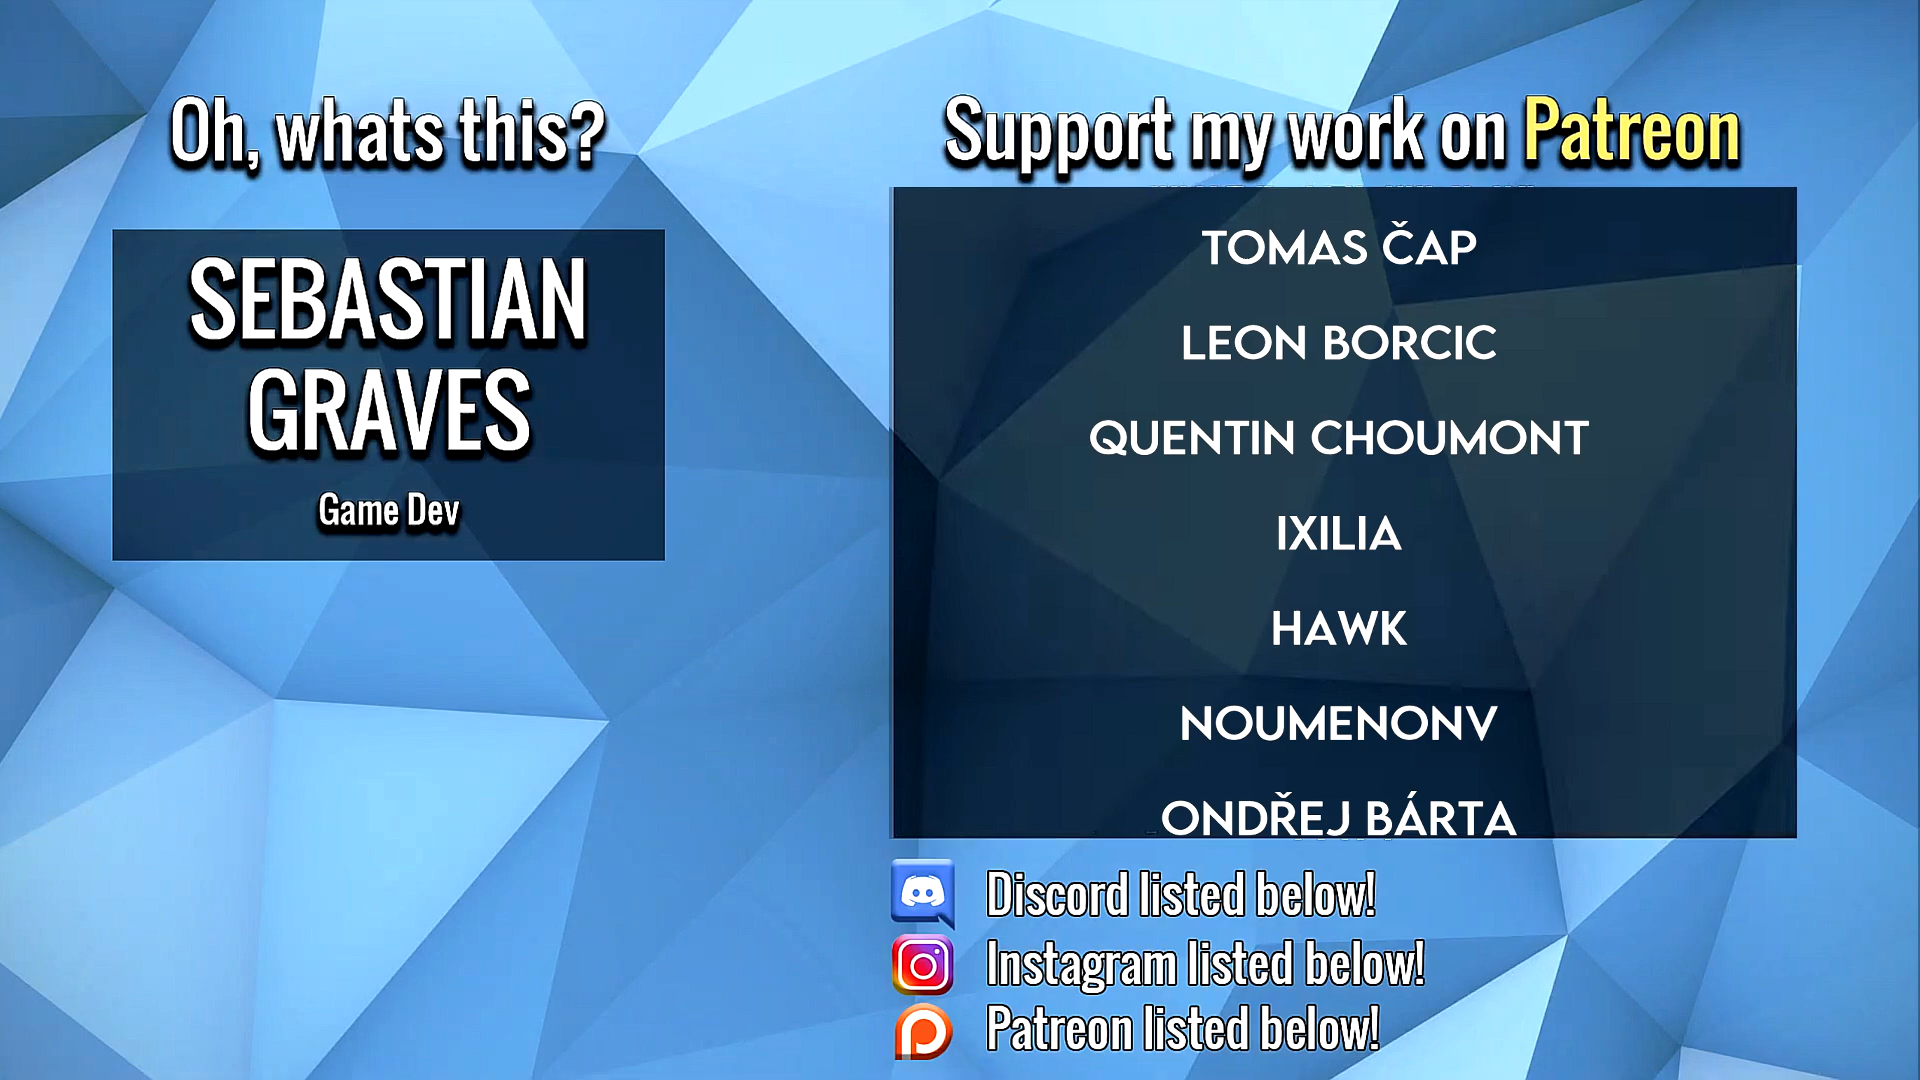 Oh, whats this?
SEBASTIAN
GRAVES
Game Dev
Support my work on Patreon
TOMAS ČAP
LEON BORCIC
QUENTIN CHOUMONT
IXILIA
HAWK
NOUMENONV
ONDŘEJ BÁRTA
Discord listed below!
Instagram listed below!
Patreon listed below!